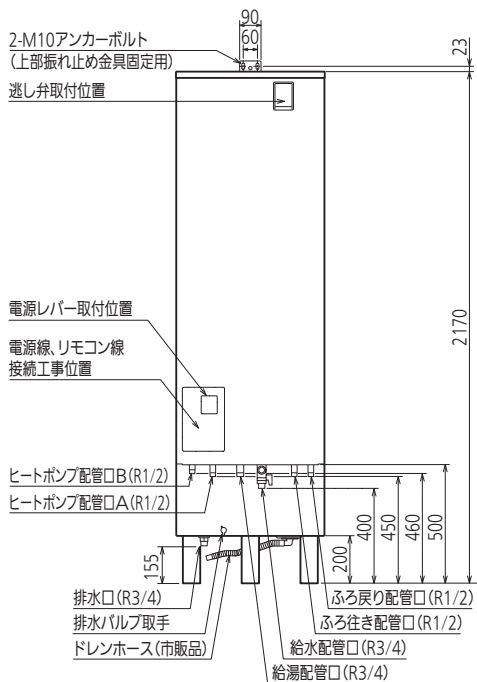 90
60
2-M10アンカーボルト
(上部振れ止め金具固定用)
23
逃し弁取付位置
2170
電源レバー取付位置
電源線、リモコン線
接続工事位置
ヒートポンプ配管口B(R1/2)
ヒートポンプ配管口A(R1/2)
155
200
400
450
460
500
排水口(R3/4)
排水バルブ取手
ドレンホース(市販品)
ふろ戻り配管口(R1/2)
ふろ往き配管口(R1/2)
給水配管口(R3/4)
給湯配管口(R3/4)